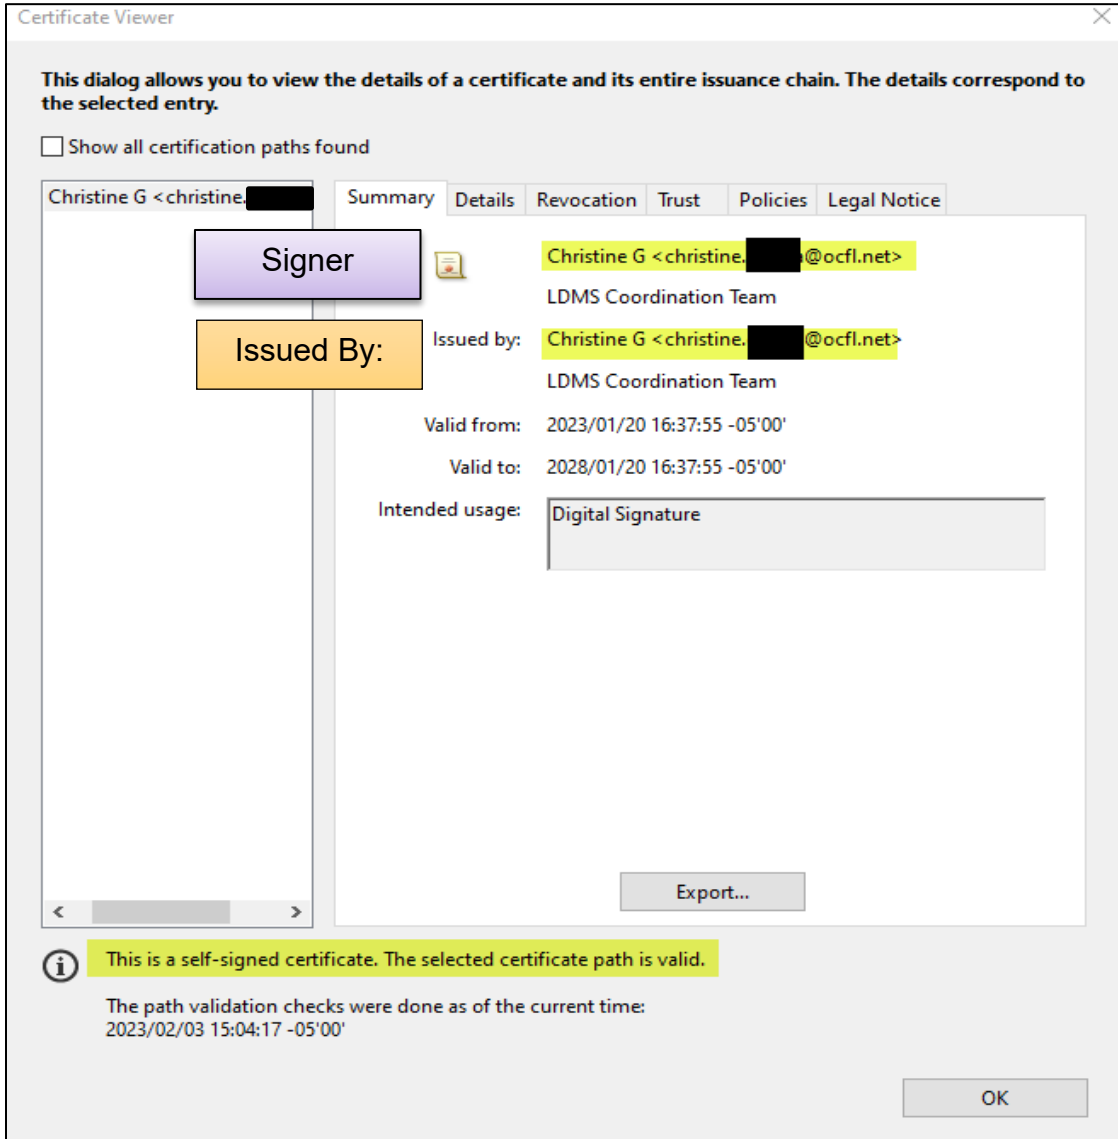 Certificate Viewer
This dialog allows you to view the details of a certificate and its entire issuance chain. The details correspond to
the selected entry.
Show all certification paths found
Christine G <christine.
Summary Details Revocation Trust Policies Legal Notice
Signer
Christine G <christine. @ocfl.net>
LDMS Coordination Team
Issued By:
Issued by: Christine G <christine. @ocfl.net>
LDMS Coordination Team
Valid from: 2023/01/20 16:37:55 -05'00'
Valid to: 2028/01/20 16:37:55 -05'00'
Intended usage: Digital Signature
Export...
This is a self-signed certificate. The selected certificate path is valid.
The path validation checks were done as of the current time:
2023/02/03 15:04:17 -05'00'
OK